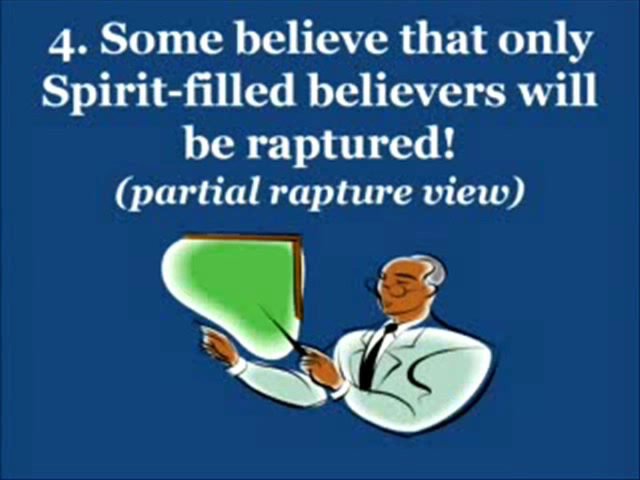 4. Some believe that only
Spirit-filled believers will
be raptured!
(partial rapture view)